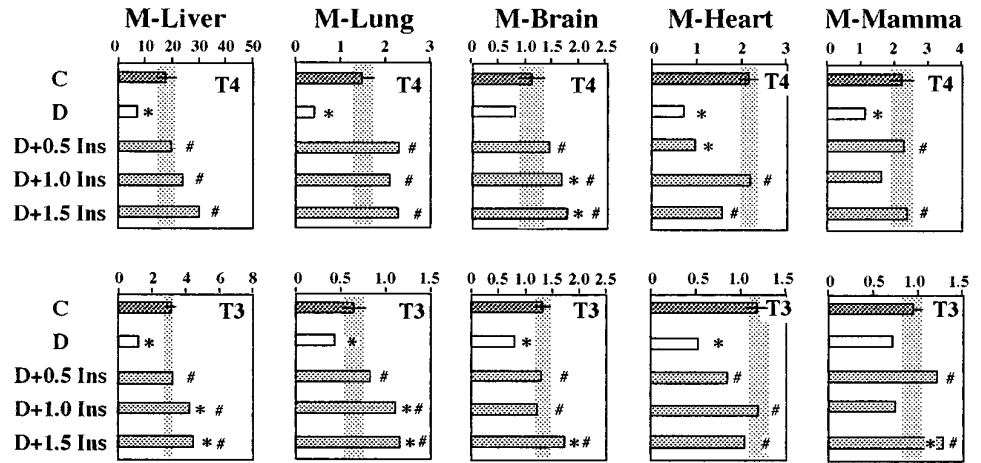 M-Liver M-Lung M-Brain M-Heart M-Mamma
0 10 20 30 40 50 0 1 2 3 0 0.5 1.0 1.5 2.0 2.5 0 1 2 3 0 1 2 3 4
C T4 T4 T4 T4 T4
D * * * *
D+0.5 Ins # # # * #
D+1.0 Ins # # * # #
D+1.5 Ins # # * # # #
0 2 4 6 8 0 0.5 1.0 1.5 0 0.5 1.0 1.5 2.0 2.5 0 0.5 1.0 1.5 0 0.5 1.0 1.5
C T3 T3 T3 T3 T3
D * * * *
D+0.5 Ins # # # # #
D+1.0 Ins * # *# # #
D+1.5 Ins * # *# *# # * #